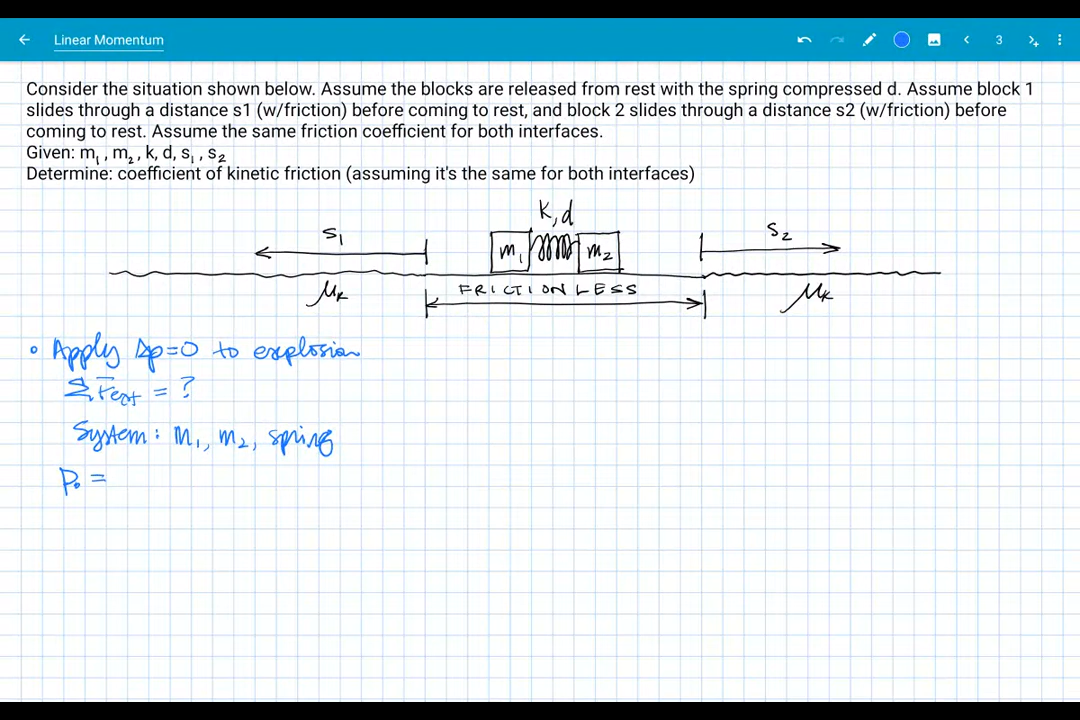 Linear Momentum
3
Consider the situation shown below. Assume the blocks are released from rest with the spring compressed d. Assume block 1
slides through a distance s1 (w/friction) before coming to rest, and block 2 slides through a distance s2 (w/friction) before
coming to rest. Assume the same friction coefficient for both interfaces.
Given: m₁, m₂, k, d, s₁, s₂
Determine: coefficient of kinetic friction (assuming it's the same for both interfaces)
k, d
s₁
m₁
m₂
s₂
μk
FRICTIONLESS
μk
• Apply Δp=0 to explosion
ΣF̄ext = ?
System: m₁, m₂, spring
P₀ =